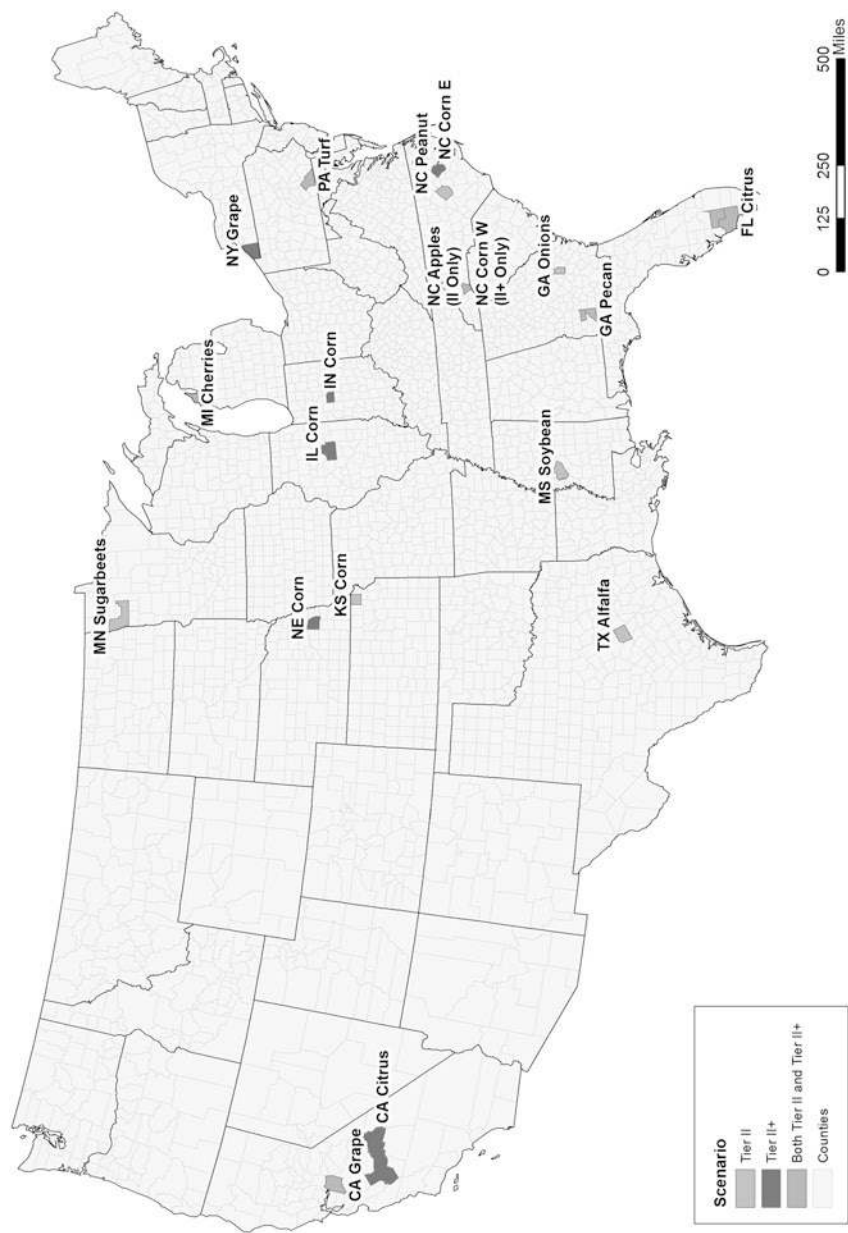 MN Sugarbeets
MI Cherries
NY Grape
PA Turf
NE Corn
KS Corn
IL Corn
IN Corn
NC Peanut
NC Corn E
NC Apples
(II Only)
NC Corn W
(II+ Only)
GA Onions
GA Pecan
FL Citrus
MS Soybean
TX Alfalfa
CA Grape
CA Citrus
Scenario
Tier II
Tier II+
Both Tier II and Tier II+
Counties
0 125 250 500
Miles